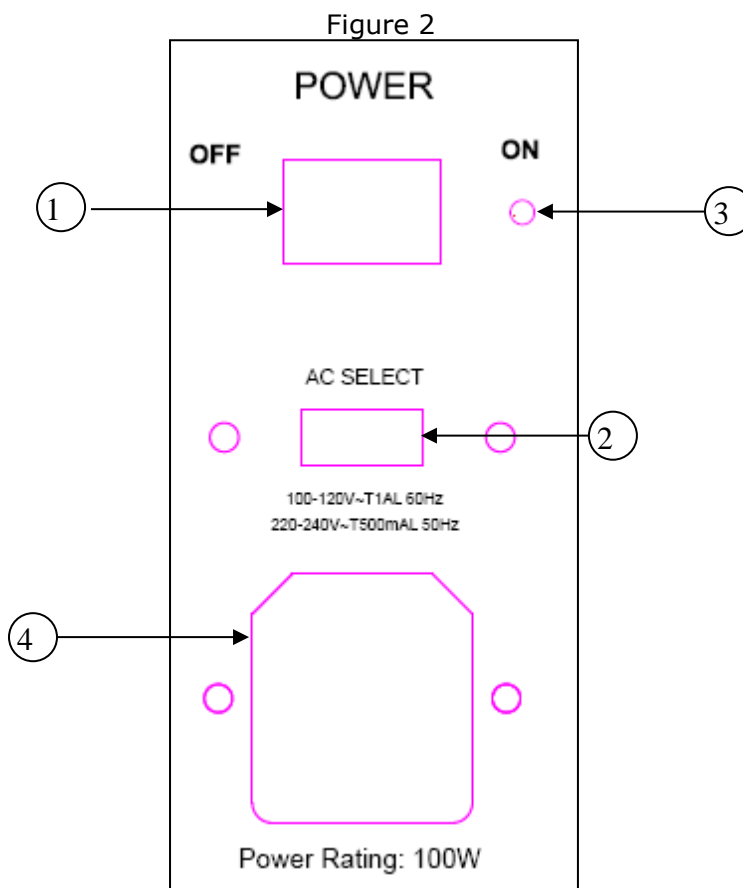 Figure 2
POWER
OFF ON
1 3
AC SELECT
2
100-120V~T1AL 60Hz
220-240V~T500mAL 50Hz
4
Power Rating: 100W